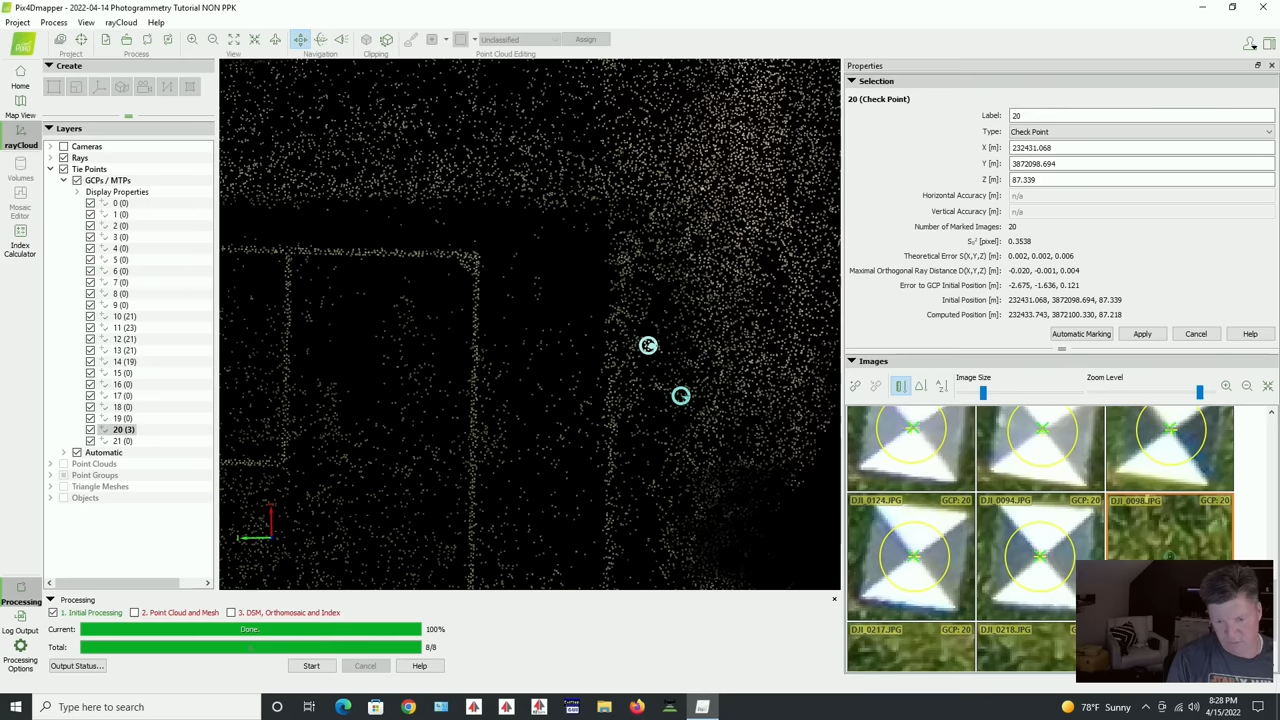 Pix4Dmapper - 2022-04-14 Photogrammetry Tutorial NON PPK
Project Process View rayCloud Help
Unclassified Assign
Project Process View Navigation Clipping Point Cloud Editing
Home
Map View
rayCloud
Volumes
Mosaic
Editor
Index
Calculator
Processing
Log Output
Processing
Options
Create
Layers
Cameras
Rays
Tie Points
GCPs / MTPs
Display Properties
0 (0)
1 (0)
2 (0)
3 (0)
4 (0)
5 (0)
6 (0)
7 (0)
8 (0)
9 (0)
10 (21)
11 (23)
12 (21)
13 (21)
14 (19)
15 (0)
16 (0)
17 (0)
18 (0)
19 (0)
20 (3)
21 (0)
Automatic
Point Clouds
Point Groups
Triangle Meshes
Objects
Processing
1. Initial Processing 2. Point Cloud and Mesh 3. DSM, Orthomosaic and Index
Current: Done. 100%
Total: 8/8
Output Status... Start Cancel Help
Properties
Selection
20 (Check Point)
Label: 20
Type: Check Point
X [m]: 232431.068
Y [m]: 3872098.694
Z [m]: 87.339
Horizontal Accuracy [m]: n/a
Vertical Accuracy [m]: n/a
Number of Marked Images: 20
S₀² [pixel]: 0.3538
Theoretical Error S(X,Y,Z) [m]: 0.002, 0.002, 0.006
Maximal Orthogonal Ray Distance D(X,Y,Z) [m]: -0.020, -0.001, 0.004
Error to GCP Initial Position [m]: -2.675, -1.636, 0.121
Initial Position [m]: 232431.068, 3872098.694, 87.339
Computed Position [m]: 232433.743, 3872100.330, 87.218
Automatic Marking Apply Cancel Help
Images
Image Size Zoom Level
DJI_0124.JPG GCP: 20 DJI_0094.JPG GCP: 20 DJI_0098.JPG GCP: 20
DJI_0217.JPG GCP: 20 DJI_0218.JPG
Type here to search
78°F Sunny
8:28 PM
4/15/2022